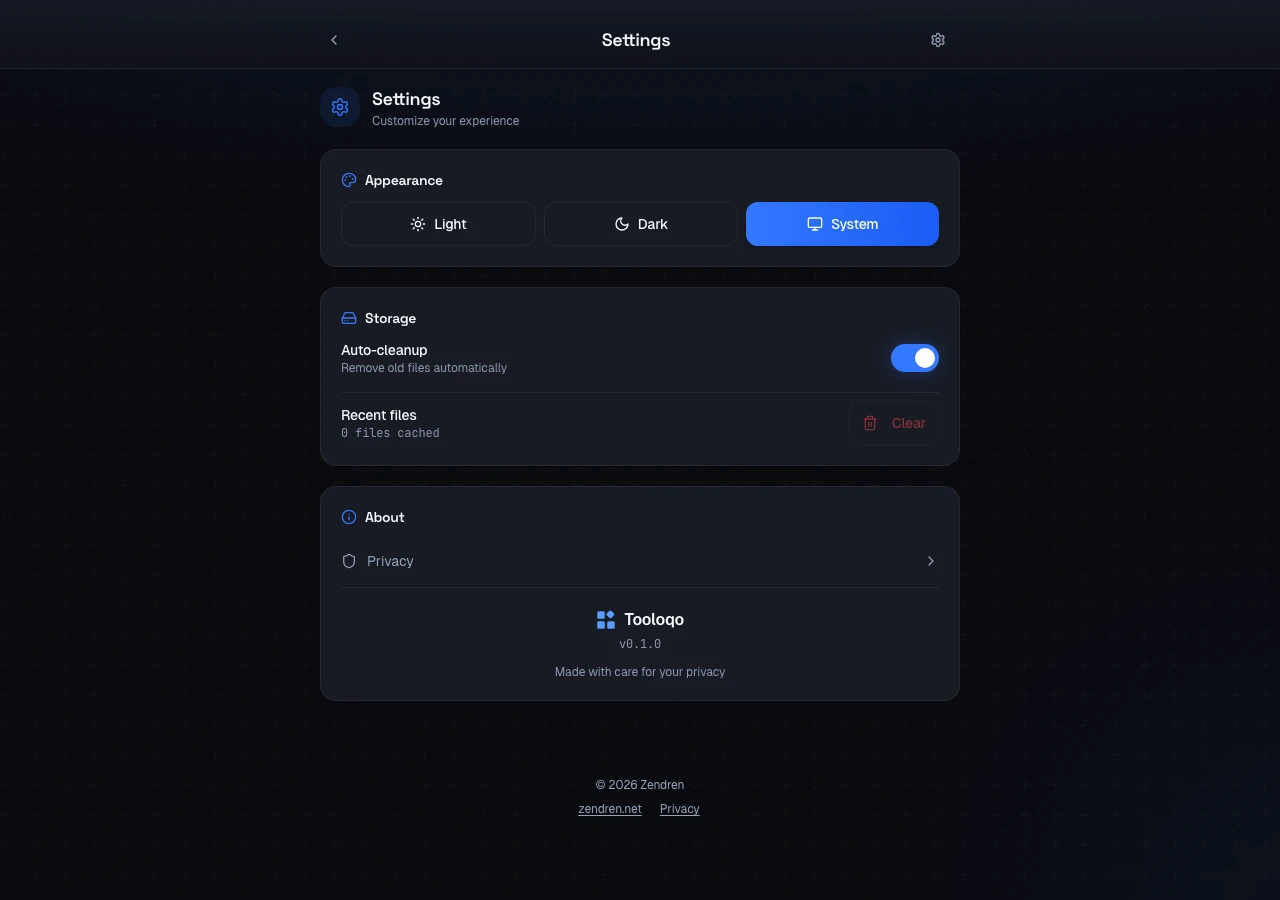 Settings
Settings
Customize your experience
Appearance
Light
Dark
System
Storage
Auto-cleanup
Remove old files automatically
Recent files
0 files cached
Clear
About
Privacy
Tooloqo
v0.1.0
Made with care for your privacy
© 2026 Zendren
zendren.net Privacy